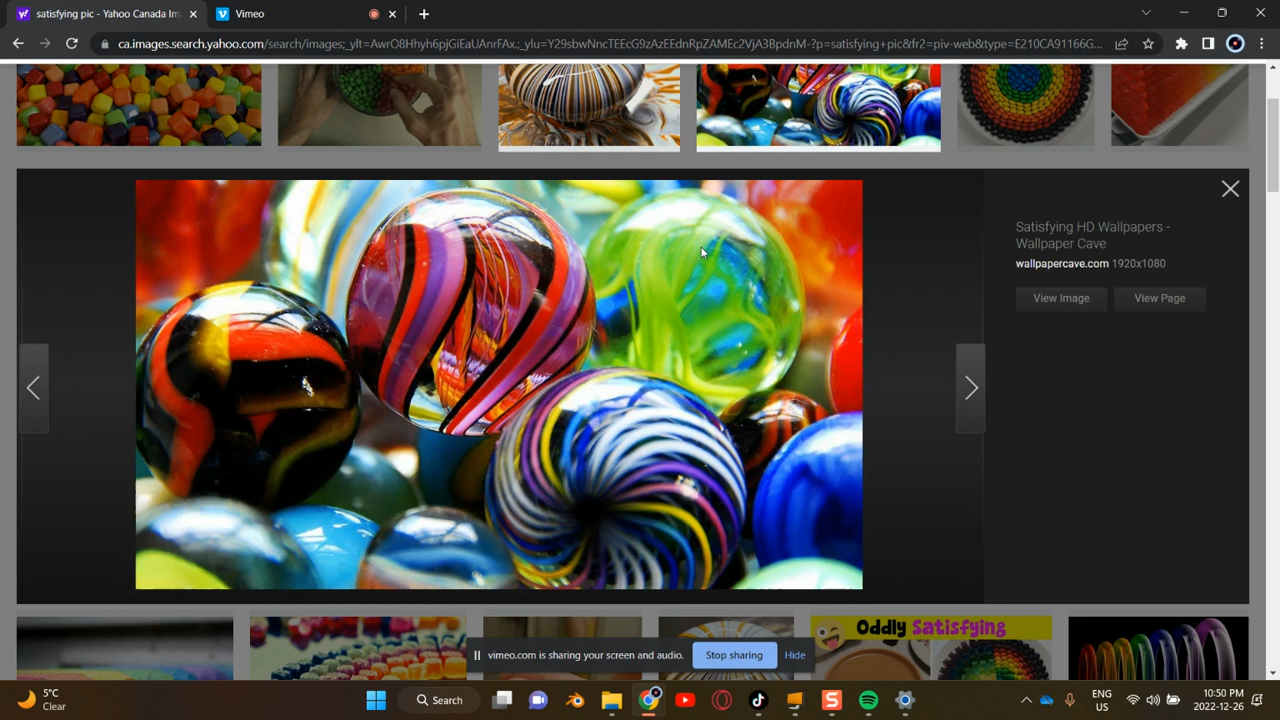 satisfying pic - Yahoo Canada Im
Vimeo
ca.images.search.yahoo.com/search/images;_ylt=AwrO8Hhyh6pjGiEaUAnrFAx.;_ylu=Y29sbwNncTEEcG9zAzEEdnRpZAMEc2VjA3BpdnM-?p=satisfying+pic&fr2=piv-web&type=E210CA91166G...
Satisfying HD Wallpapers -
Wallpaper Cave
wallpapercave.com 1920x1080
View Image
View Page
Oddly Satisfying
vimeo.com is sharing your screen and audio.
Stop sharing
Hide
5°C
Clear
Search
ENG
US
10:50 PM
2022-12-26